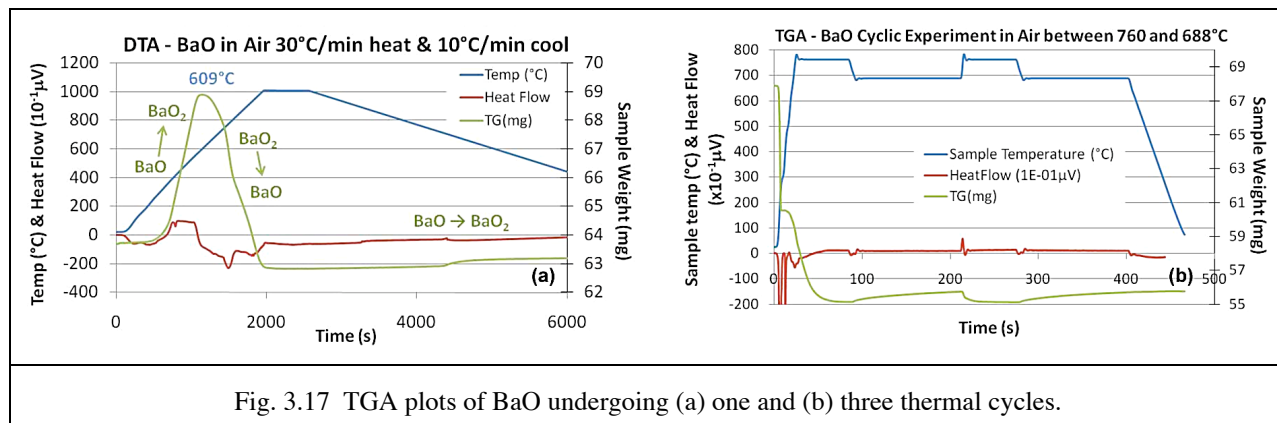 DTA - BaO in Air 30°C/min heat & 10°C/min cool
1200
1000
800
600
400
200
0
-200
-400
Temp (°C) & Heat Flow (10⁻¹µV)
609°C
BaO₂
BaO
BaO₂
BaO
BaO → BaO₂
Temp (°C)
Heat Flow
TG(mg)
(a)
70
69
68
67
66
65
64
63
62
Sample Weight (mg)
0
2000
4000
6000
Time (s)
TGA - BaO Cyclic Experiment in Air between 760 and 688°C
800
700
600
500
400
300
200
100
0
-100
-200
Sample temp (°C) & Heat Flow
(x10⁻¹µV)
Sample Temperature (°C)
HeatFlow (1E-01µV)
TG(mg)
(b)
69
67
65
63
61
59
57
55
Sample Weight (mg)
0
100
200
300
400
500
Time (s)
Fig. 3.17 TGA plots of BaO undergoing (a) one and (b) three thermal cycles.